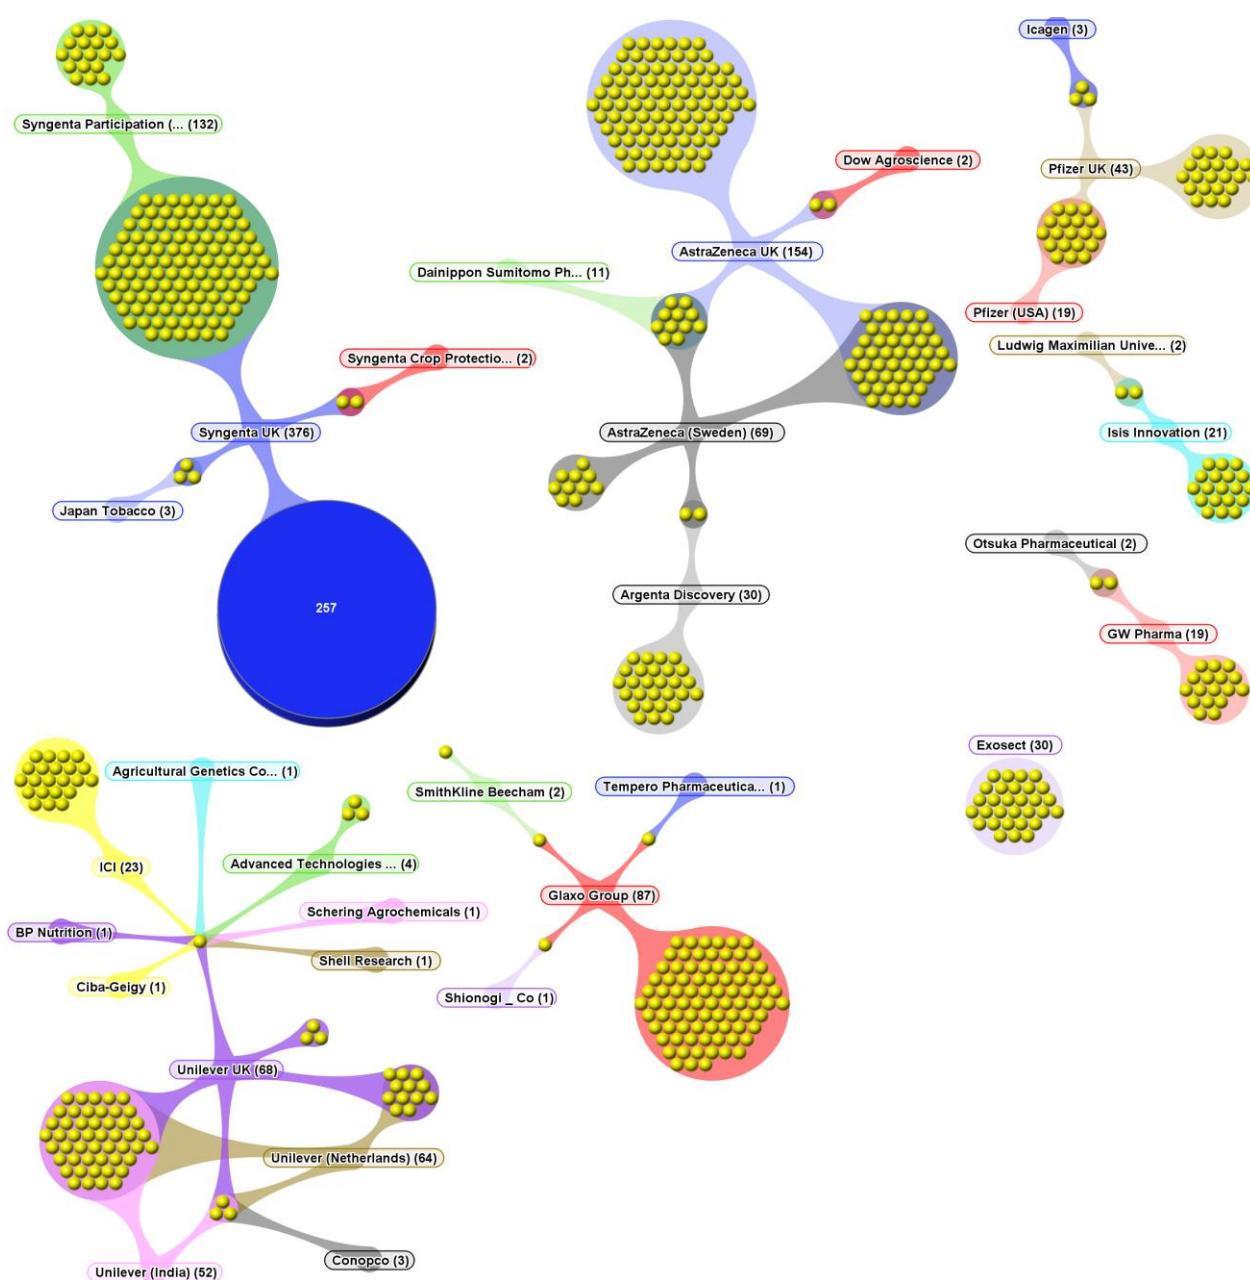 Icagen (3)
Syngenta Participation (... (132)
Dow Agroscience (2)
Pfizer UK (43)
AstraZeneca UK (154)
Dainippon Sumitomo Ph... (11)
Pfizer (USA) (19)
Ludwig Maximilian Unive... (2)
Syngenta Crop Protectio... (2)
Syngenta UK (376)
AstraZeneca (Sweden) (69)
Isis Innovation (21)
Japan Tobacco (3)
Otsuka Pharmaceutical (2)
Argenta Discovery (30)
257
GW Pharma (19)
Exosect (30)
Agricultural Genetics Co... (1)
SmithKline Beecham (2)
Tempero Pharmaceutica... (1)
ICI (23)
Advanced Technologies ... (4)
Glaxo Group (87)
Schering Agrochemicals (1)
BP Nutrition (1)
Shell Research (1)
Ciba-Geigy (1)
Shionogi _ Co (1)
Unilever UK (68)
Unilever (Netherlands) (64)
Conopco (3)
Unilever (India) (52)